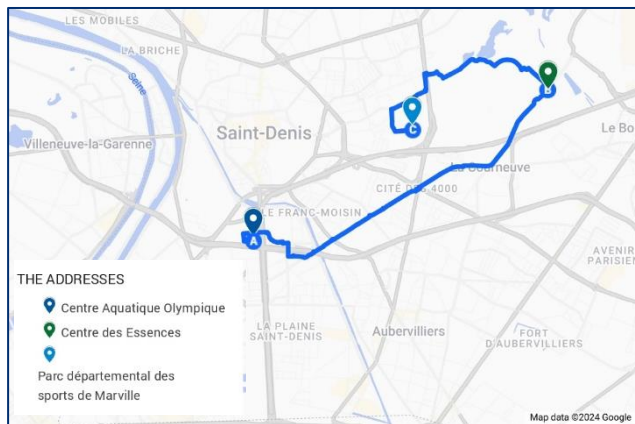 LES MOBILES
LA BRICHE
Seine
Villeneuve-la-Garenne
Saint-Denis
C
Le Bo
La Courneuve
CITÉ DES 4000
LE FRANC-MOISIN
A
AVENIR
PARISIEN
THE ADDRESSES
Centre Aquatique Olympique
Centre des Essences
Parc départemental des
sports de Marville
LA PLAINE
SAINT-DENIS
Aubervilliers
FORT
D'AUBERVILLIERS
Map data ©2024 Google